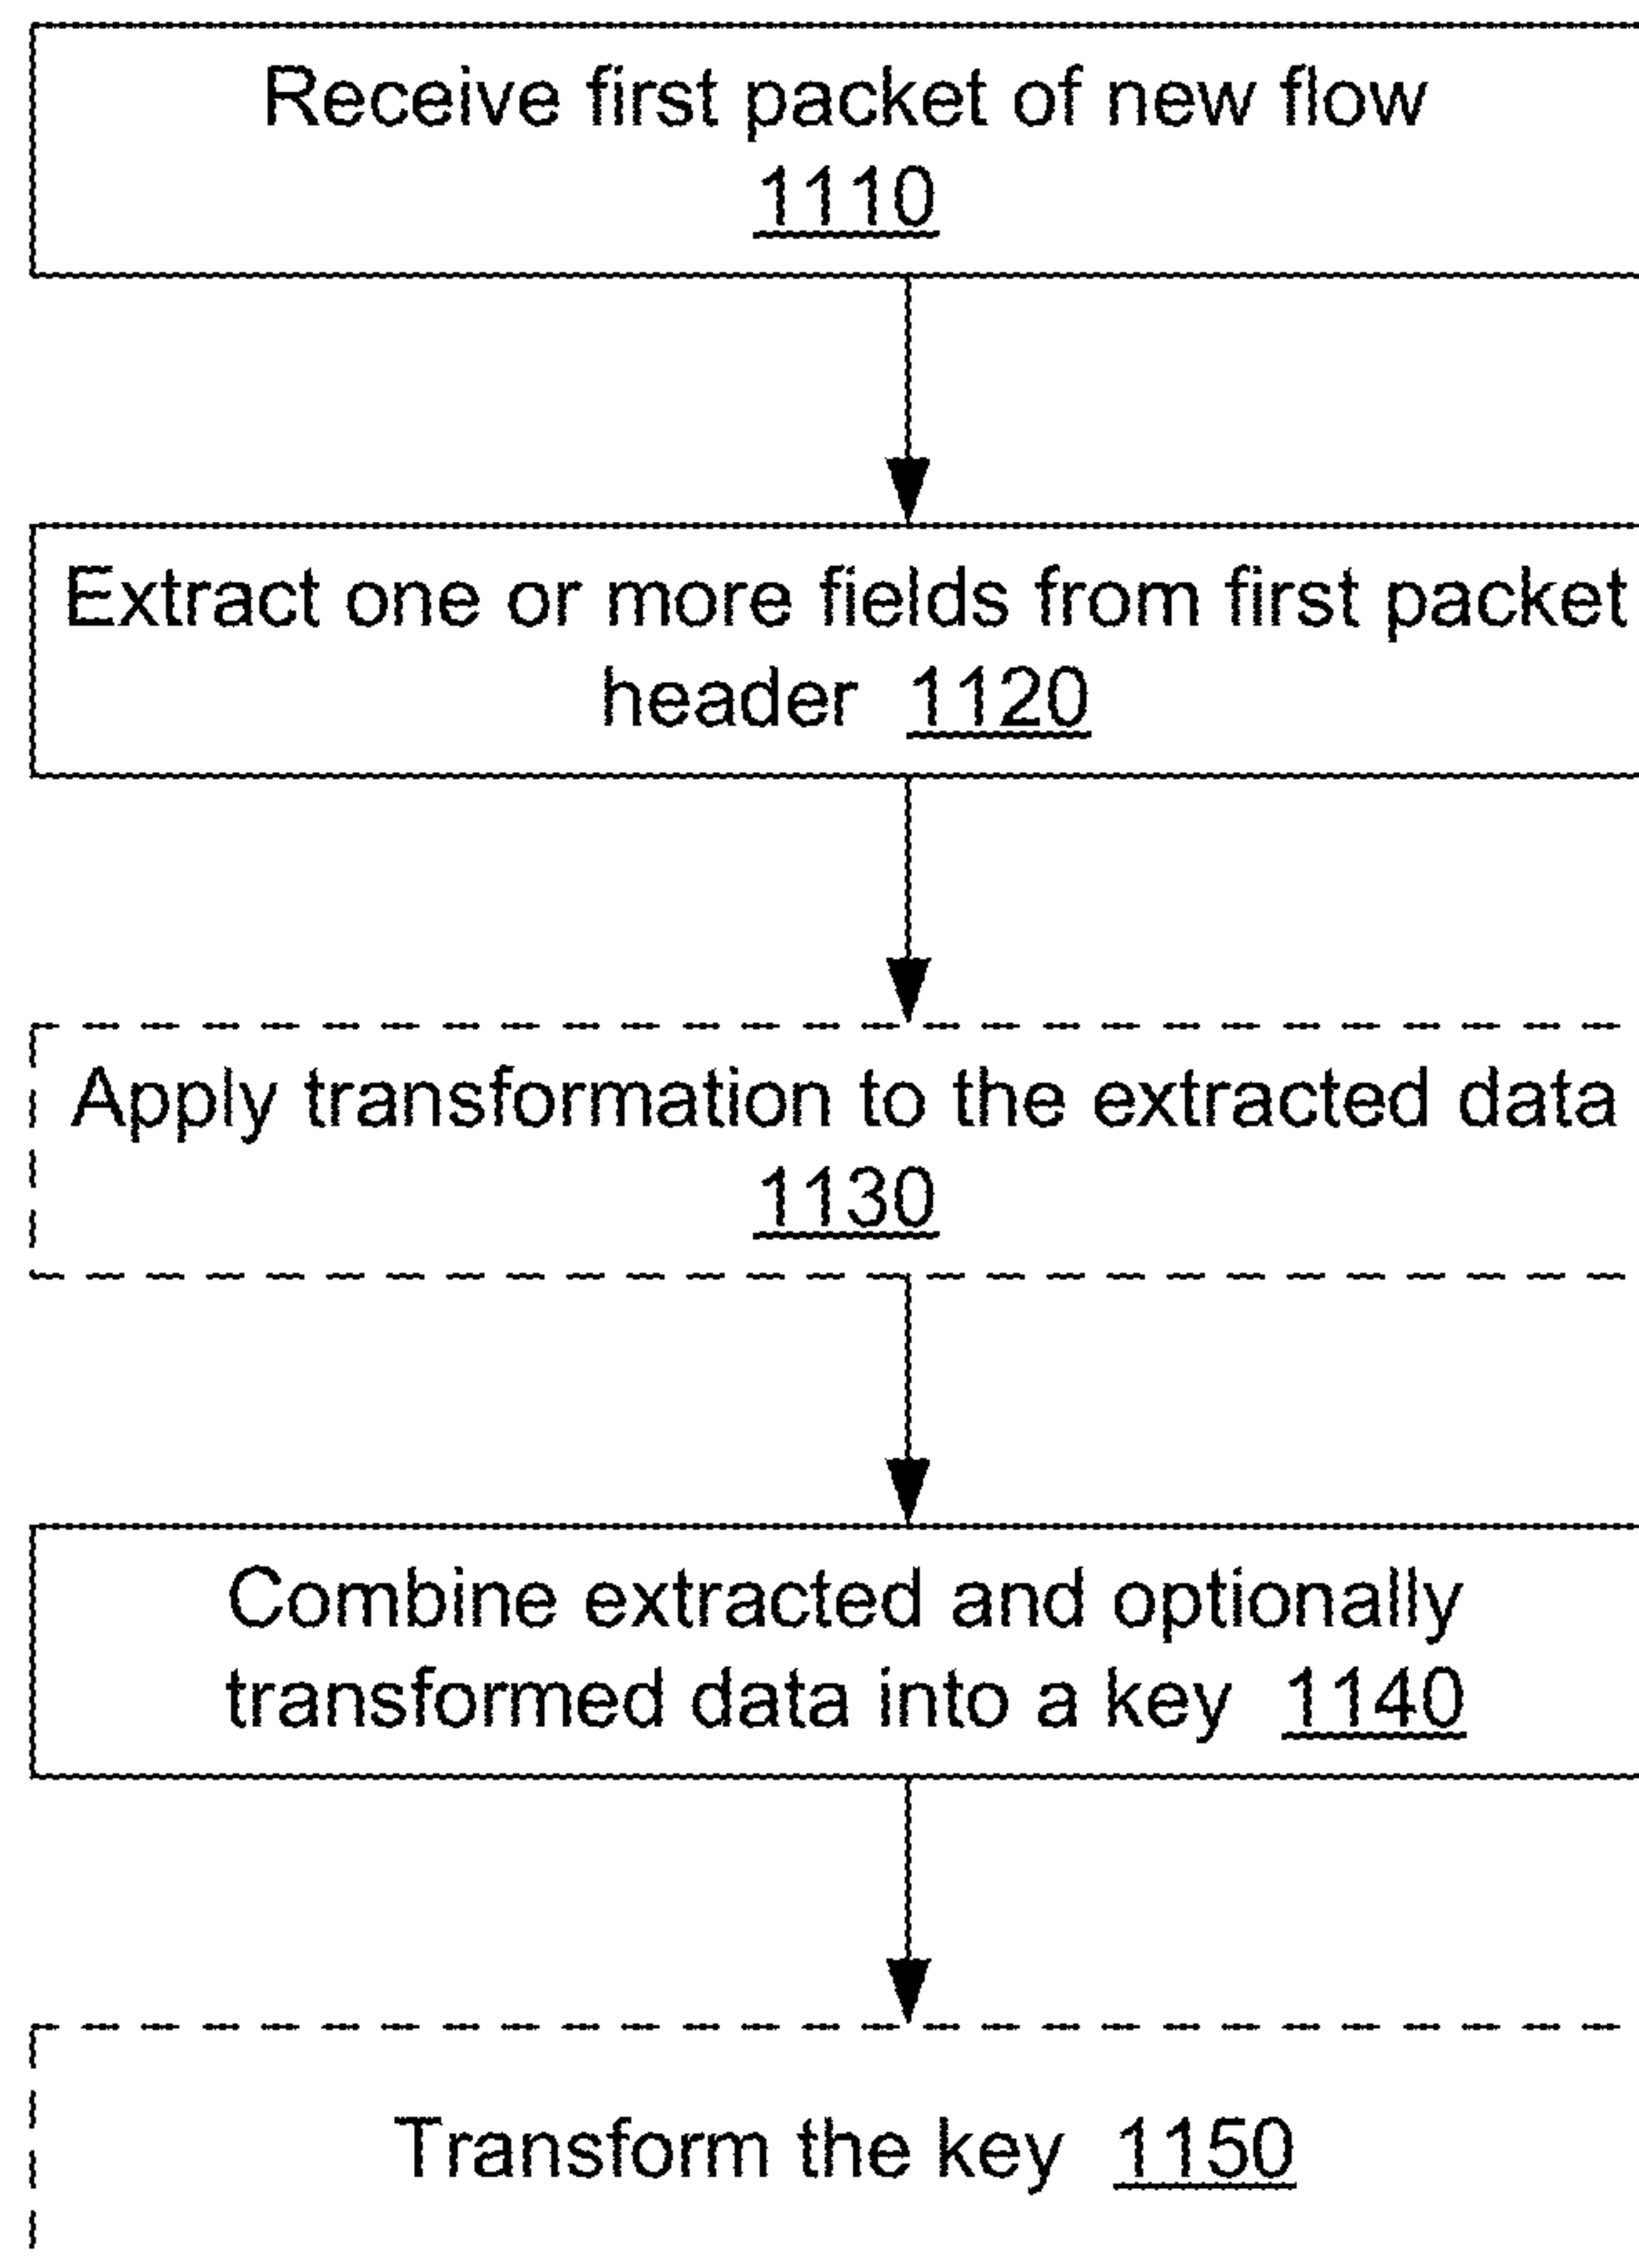 Receive first packet of new flow
1110
Extract one or more fields from first packet
header 1120
Apply transformation to the extracted data
1130
Combine extracted and optionally
transformed data into a key 1140
Transform the key 1150